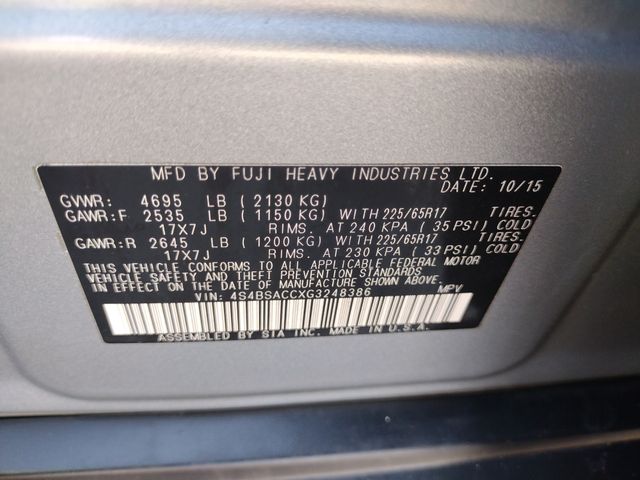 MFD BY FUJI HEAVY INDUSTRIES LTD.
DATE: 10/15
GVWR: 4695 LB ( 2130 KG)
GAWR:F 2535 LB ( 1150 KG) WITH 225/65R17 TIRES.
17X7J RIMS. AT 240 KPA ( 35 PSI) COLD
GAWR:R 2645 LB ( 1200 KG) WITH 225/65R17 TIRES.
17X7J RIMS. AT 230 KPA ( 33 PSI) COLD
THIS VEHICLE CONFORMS TO ALL APPLICABLE FEDERAL MOTOR
VEHICLE SAFETY AND THEFT PREVENTION STANDARDS
IN EFFECT ON THE DATE OF MANUFACTURE SHOWN ABOVE.
VIN: 4S4BSACCXG3248386 MPV
ASSEMBLED BY SIA INC. MADE IN U.S.A.